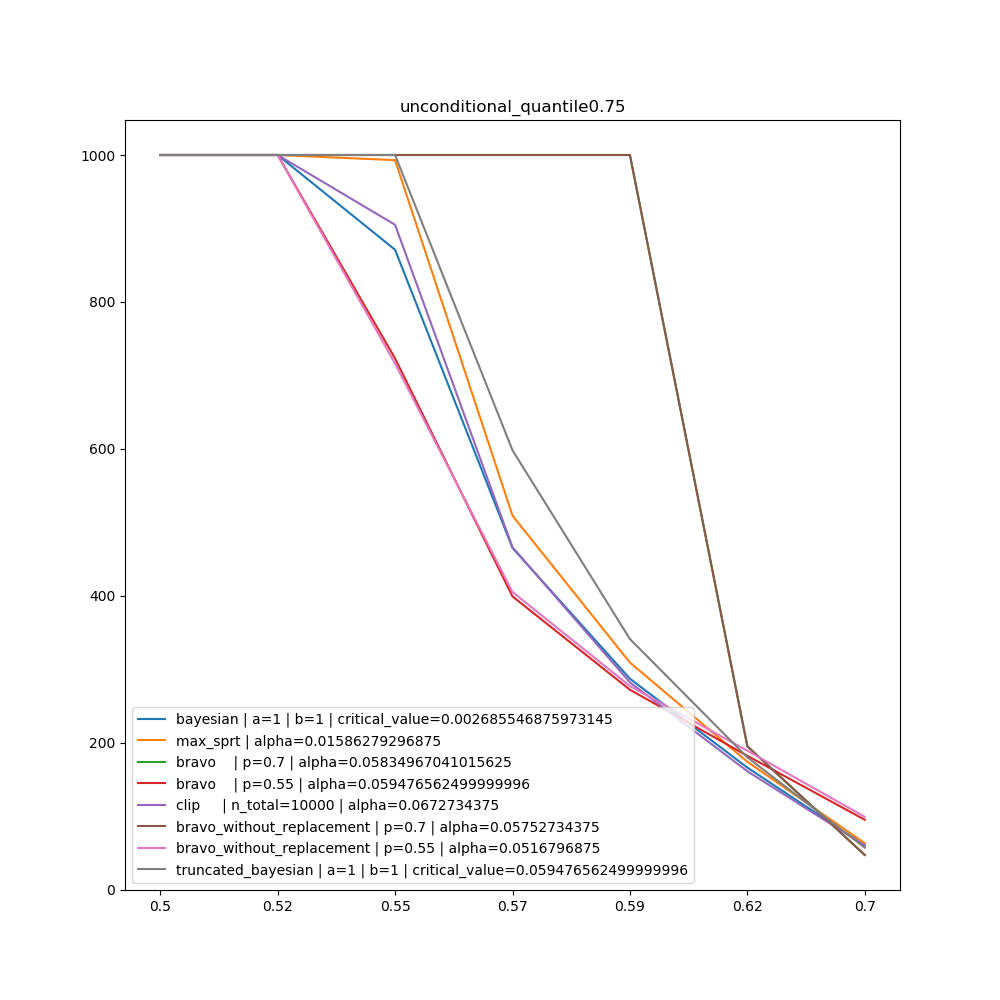 unconditional_quantile0.75
1000
800
600
400
200
0
bayesian | a=1 | b=1 | critical_value=0.002685546875973145
max_sprt | alpha=0.01586279296875
bravo    | p=0.7 | alpha=0.05834967041015625
bravo    | p=0.55 | alpha=0.059476562499999996
clip     | n_total=10000 | alpha=0.0672734375
bravo_without_replacement | p=0.7 | alpha=0.05752734375
bravo_without_replacement | p=0.55 | alpha=0.0516796875
truncated_bayesian | a=1 | b=1 | critical_value=0.059476562499999996
0.5 0.52 0.55 0.57 0.59 0.62 0.7